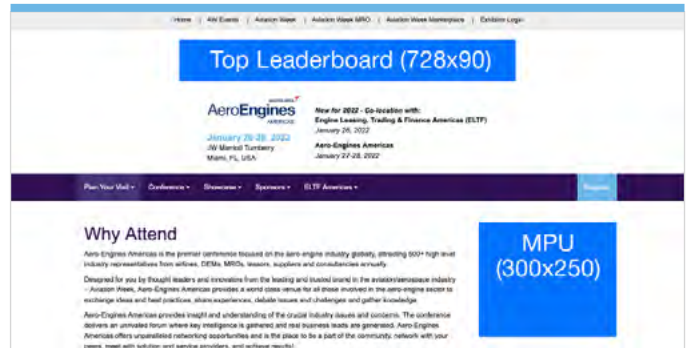 Home | AW Events | Aviation Week | Aviation Week MRO | Aviation Week Marketplace | Exhibitor Login
Top Leaderboard (728x90)
AeroEngines
AMERICAS
New for 2022 - Co-location with:
Engine Leasing, Trading & Finance Americas (ELTF)
January 26, 2022
January 26-28, 2022
JW Marriott Turnberry
Miami, FL, USA
Aero-Engines Americas
January 27-28, 2022
Plan Your Visit Conference Showcase Sponsors ELTF Americas Register
Why Attend
MPU
(300x250)
Aero-Engines Americas is the premier conference focused on the aero-engine industry globally, attracting 500+ high level
industry representatives from airlines, OEMs, MROs, lessors, suppliers and consultancies annually.
Designed for you by thought leaders and innovators from the leading and trusted brand in the aviation/aerospace industry
– Aviation Week, Aero-Engines Americas provides a world class venue for all those involved in the aero-engine sector to
exchange ideas and best practices, share experiences, debate issues and challenges and gather knowledge.
Aero-Engines Americas provides insight and understanding of the crucial industry issues and concerns. The conference
delivers an unrivaled forum where key intelligence is gathered and real business leads are generated. Aero-Engines
Americas offers unparalleled networking opportunities and is the place to be a part of the community, network with your
peers, meet with solution and service providers, and achieve results!